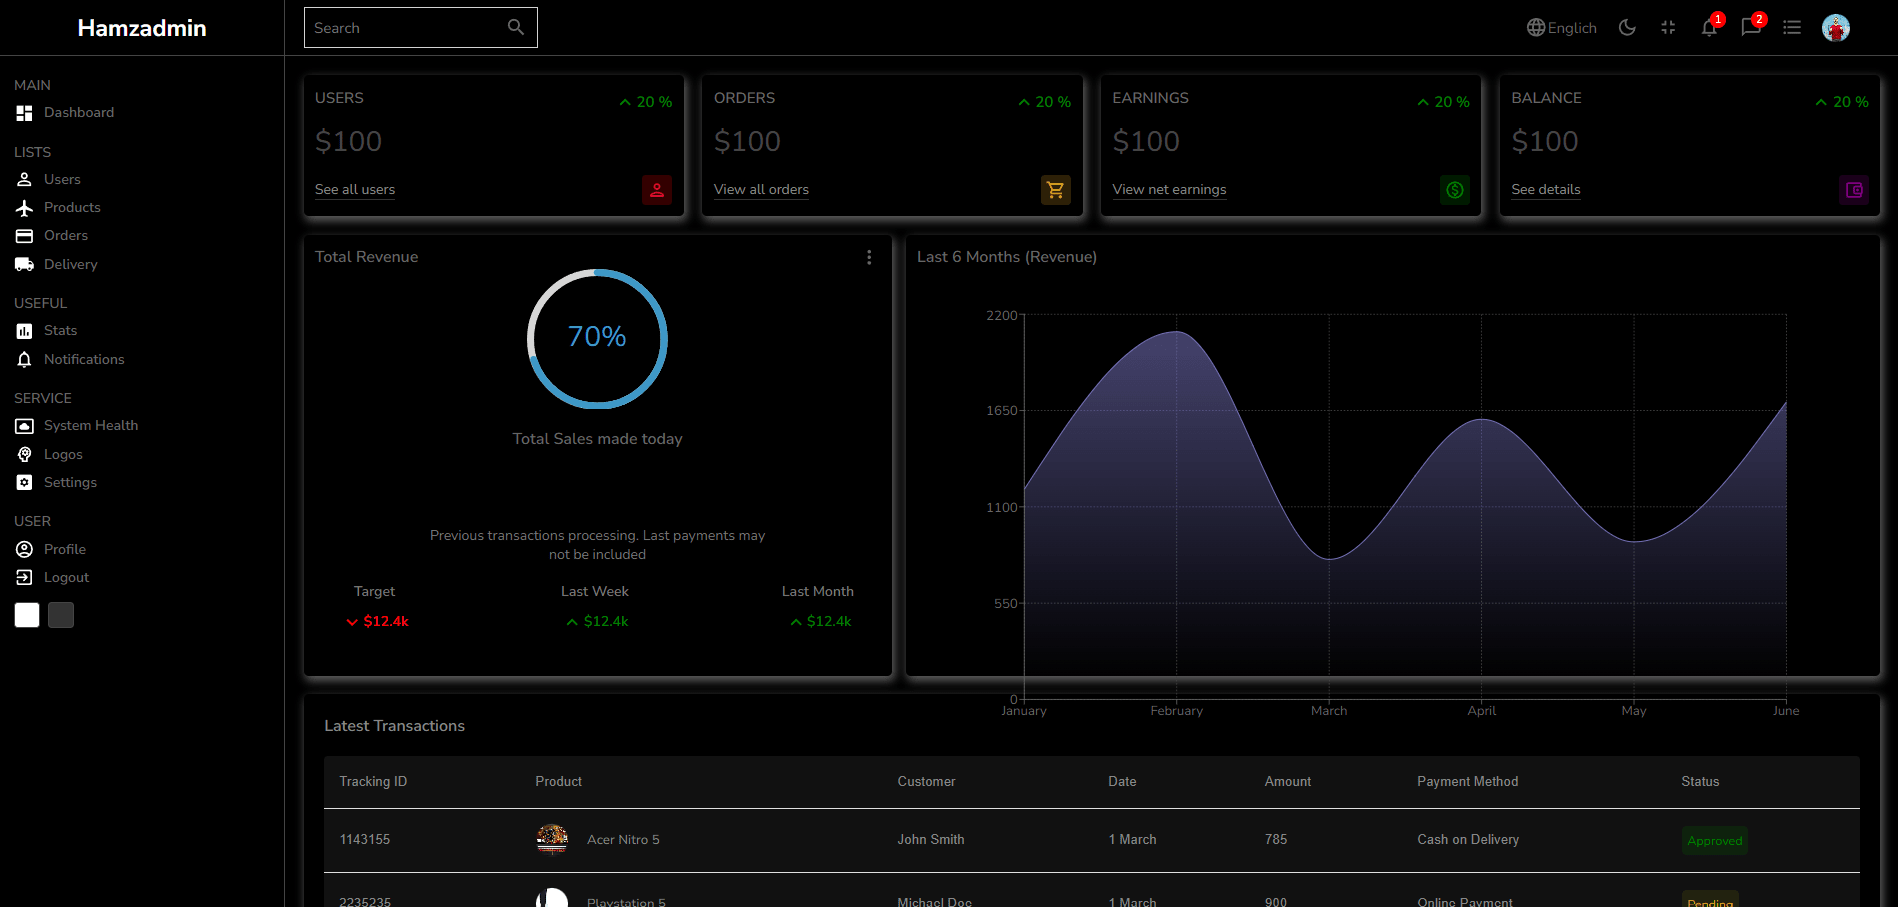 Hamzadmin
Search
English
1
2
MAIN
Dashboard
LISTS
Users
Products
Orders
Delivery
USEFUL
Stats
Notifications
SERVICE
System Health
Logos
Settings
USER
Profile
Logout
USERS
20 %
$100
See all users
ORDERS
20 %
$100
View all orders
EARNINGS
20 %
$100
View net earnings
BALANCE
20 %
$100
See details
Total Revenue
70%
Total Sales made today
Previous transactions processing. Last payments may
not be included
Target
$12.4k
Last Week
$12.4k
Last Month
$12.4k
Last 6 Months (Revenue)
2200
1650
1100
550
0
January February March April May June
Latest Transactions
Tracking ID Product Customer Date Amount Payment Method Status
1143155 Acer Nitro 5 John Smith 1 March 785 Cash on Delivery Approved
2235235 Playstation 5 Michael Doe 1 March 900 Online Payment Pending